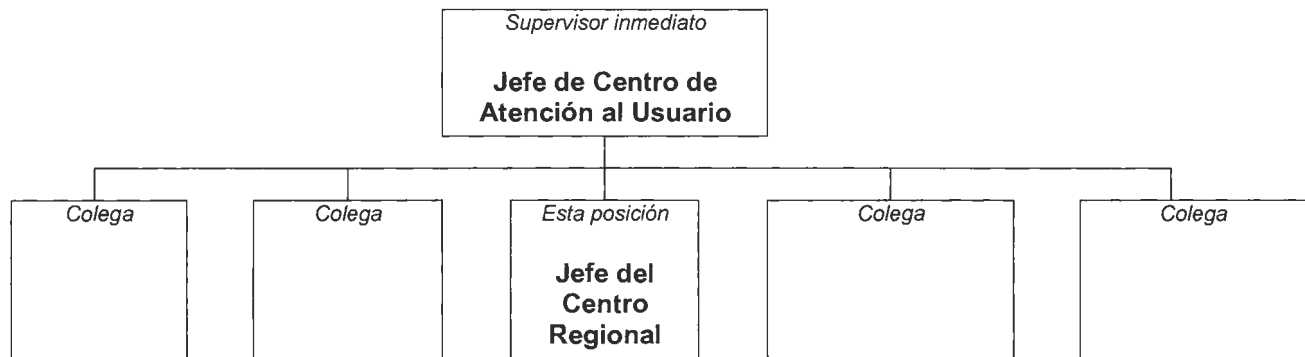 Supervisor inmediato
Jefe de Centro de
Atención al Usuario
Colega
Colega
Esta posición
Jefe del
Centro
Regional
Colega
Colega